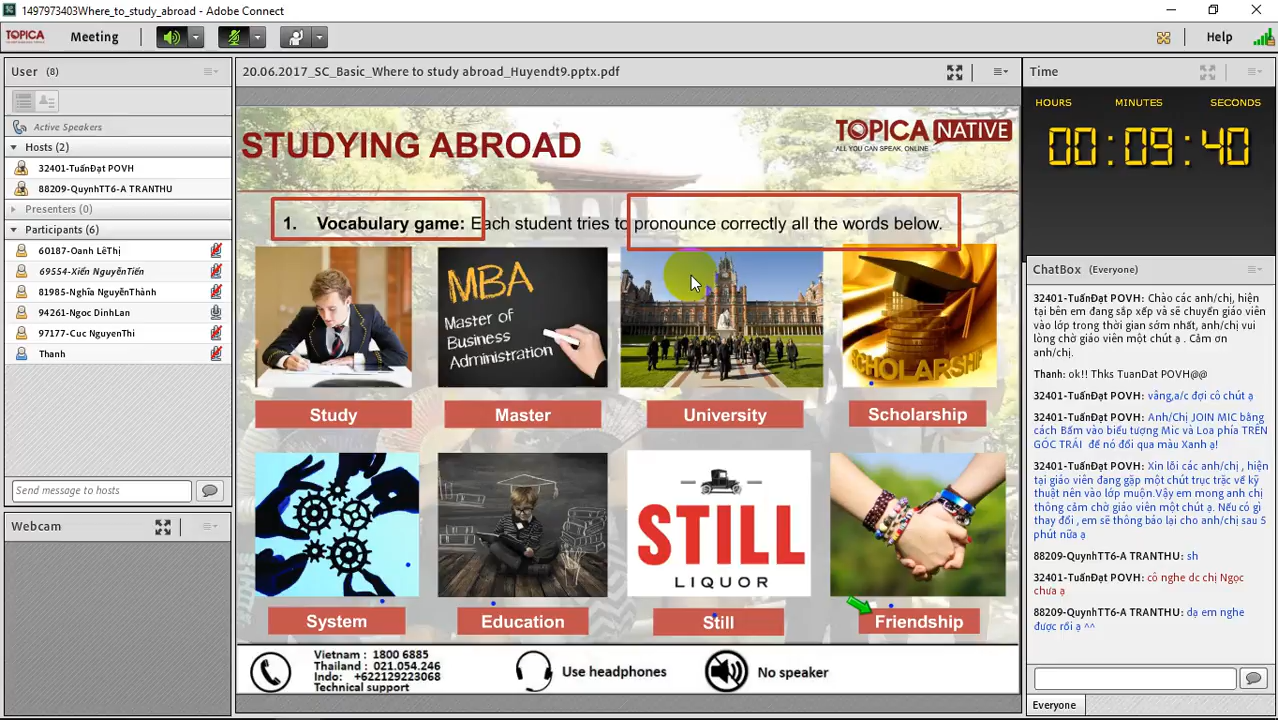 1497973403Where_to_study_abroad - Adobe Connect
TOPICA
Meeting
Help
User (8)
Active Speakers
Hosts (2)
32401-TuấnĐạt POVH
88209-QuynhTT6-A TRANTHU
Presenters (0)
Participants (6)
60187-Oanh LêThị
69554-Xiến NguyễnTiến
81985-Nghĩa NguyễnThành
94261-Ngoc DinhLan
97177-Cuc NguyenThi
Thanh
Send message to hosts
Webcam
20.06.2017_SC_Basic_Where to study abroad_Huyendt9.pptx.pdf
STUDYING ABROAD
TOPICA NATIVE
ALL YOU CAN SPEAK, ONLINE
1. Vocabulary game: Each student tries to pronounce correctly all the words below.
MBA
Master of
Business
Administration
SCHOLARSHIP
Study
Master
University
Scholarship
STILL
LIQUOR
System
Education
Still
Friendship
Vietnam : 1800 6885
Thailand : 021.054.246
Indo: +622129223068
Technical support
Use headphones
No speaker
Time
HOURS MINUTES SECONDS
00:09:40
ChatBox (Everyone)
32401-TuấnĐạt POVH: Chào các anh/chị, hiện
tại bên em đang sắp xếp và sẽ chuyển giáo viên
vào lớp trong thời gian sớm nhất,anh/chị vui
lòng chờ giáo viên một chút ạ . Cảm ơn
anh/chị.
Thanh: ok!! Thks TuanDat POVH@@
32401-TuấnĐạt POVH: vâng,a/c đợi có chút ạ
32401-TuấnĐạt POVH: Anh/Chị JOIN MIC bằng
cách Bấm vào biểu tượng Mic và Loa phía TRÊN
GÓC TRÁI để nó đổi qua màu Xanh ạ!
32401-TuấnĐạt POVH: Xin lỗi các anh/chị , hiện
tại giáo viên đang gặp một chút trục trặc về kỹ
thuật nên vào lớp muộn.Vậy em mong anh chị
thông cảm chờ giáo viên một chút ạ. Nếu có gì
thay đổi , em sẽ thông báo lại cho anh/chị sau 5
phút nữa ạ
88209-QuynhTT6-A TRANTHU: sh
32401-TuấnĐạt POVH: cô nghe dc chị Ngọc
chưa ạ
88209-QuynhTT6-A TRANTHU: dạ em nghe
được rồi ạ ^^
Everyone